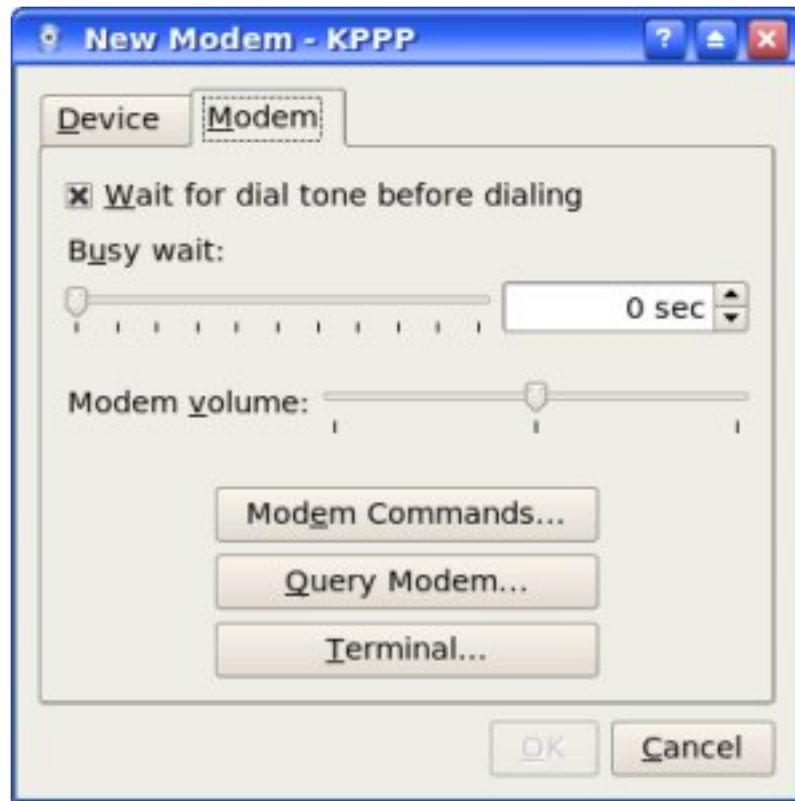 New Modem - KPPP
?
Device Modem
Wait for dial tone before dialing
Busy wait:
0 sec
Modem volume:
Modem Commands...
Query Modem...
Terminal...
OK Cancel